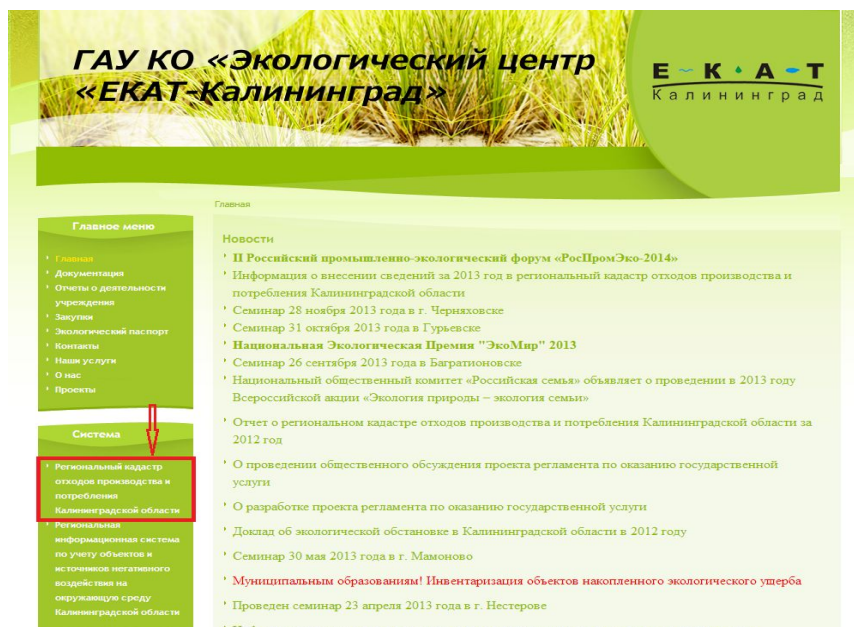 ГАУ КО «Экологический центр
«ЕКАТ-Калининград»
Е К А Т
Калининград
Главная
Главное меню
Главная
Документация
Отчеты о деятельности
учреждения
Закупки
Экологический паспорт
Контакты
Наши услуги
О нас
Проекты
Система
Региональный кадастр
отходов производства и
потребления
Калининградской области
Региональная
информационная система
по учету объектов и
источников негативного
воздействия на
окружающую среду
Калининградской области
Новости
II Российский промышленно-экологический форум «РосПромЭко-2014»
Информация о внесении сведений за 2013 год в региональный кадастр отходов производства и
потребления Калининградской области
Семинар 28 ноября 2013 года в г. Черняховске
Семинар 31 октября 2013 года в Гурьевске
Национальная Экологическая Премия "ЭкоМир" 2013
Семинар 26 сентября 2013 года в Багратионовске
Национальный общественный комитет «Российская семья» объявляет о проведении в 2013 году
Всероссийской акции «Экология природы – экология семьи»
Отчет о региональном кадастре отходов производства и потребления Калининградской области за
2012 год
О проведении общественного обсуждения проекта регламента по оказанию государственной
услуги
О разработке проекта регламента по оказанию государственной услуги
Доклад об экологической обстановке в Калининградской области в 2012 году
Семинар 30 мая 2013 года в г. Мамоново
Муниципальным образованиям! Инвентаризация объектов накопленного экологического ущерба
Проведен семинар 23 апреля 2013 года в г. Нестерове